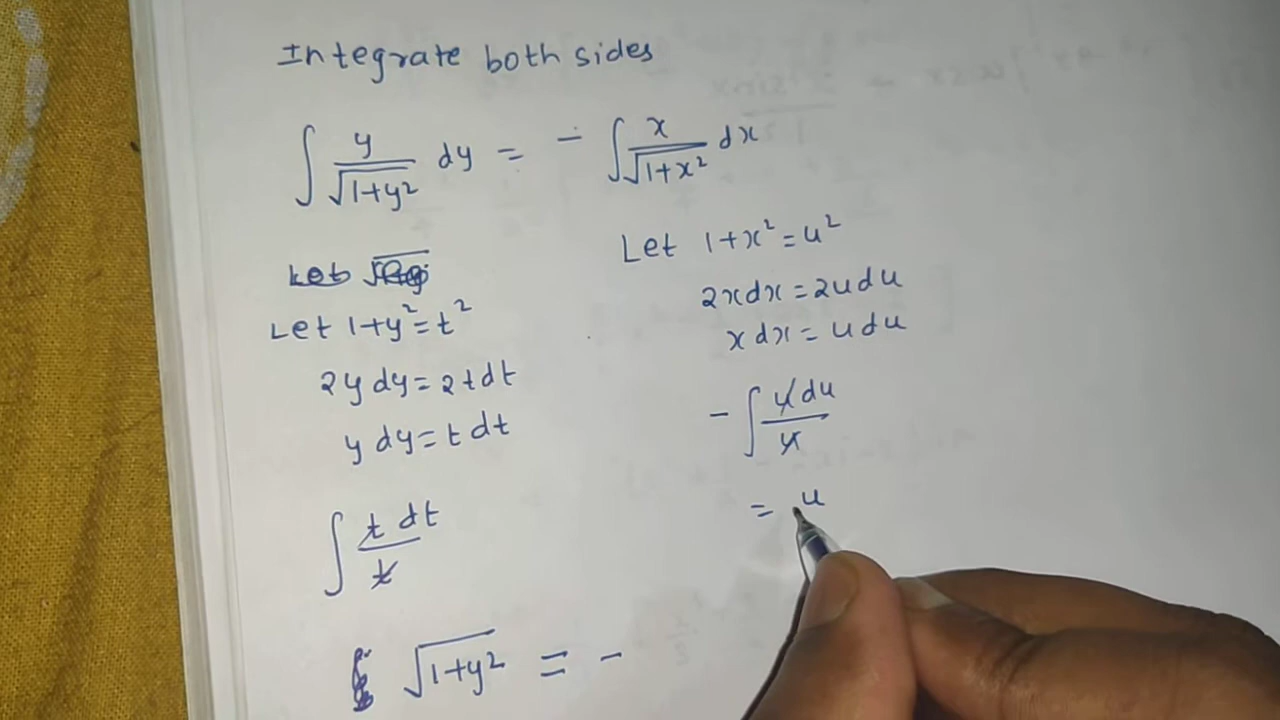 Integrate both sides
∫ y/√(1+y²) dy = - ∫ x/√(1+x²) dx
Let 1+y² = t²
2y dy = 2t dt
y dy = t dt
∫ t dt / t
Let 1+x² = u²
2x dx = 2u du
x dx = u du
- ∫ u du / u
= u
√(1+y²) = -